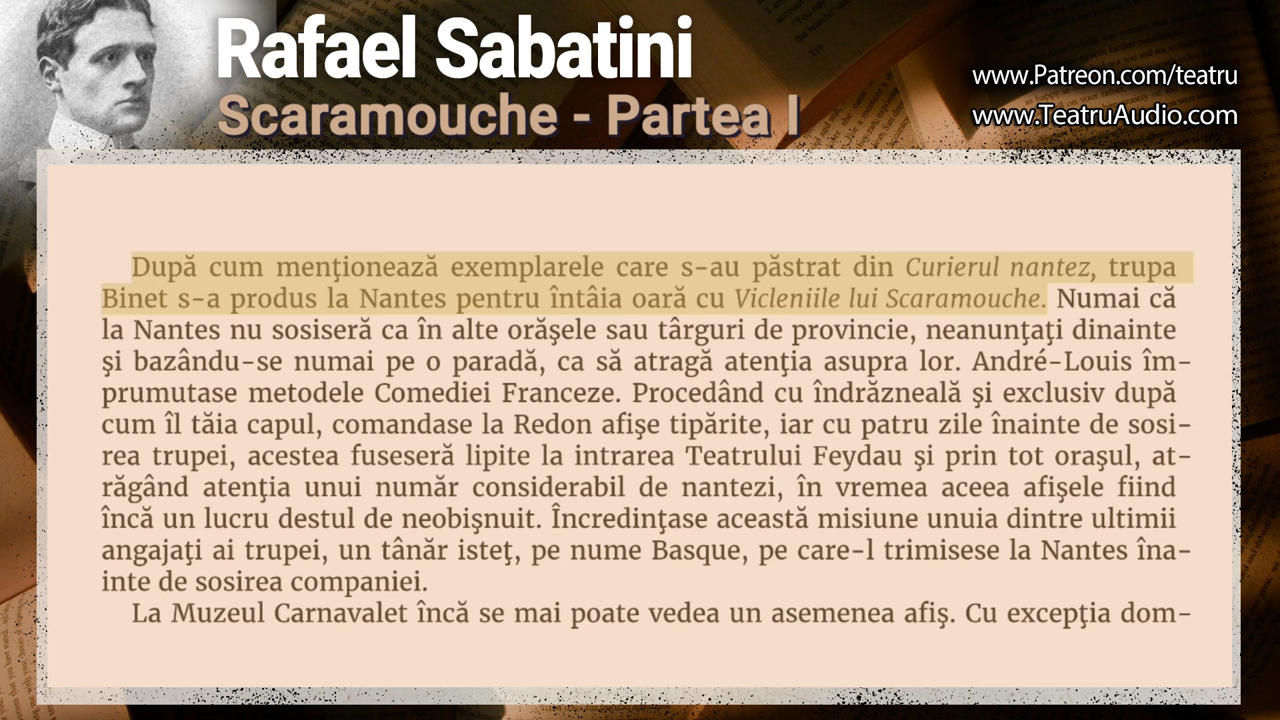 Rafael Sabatini
Scaramouche - Partea I
www.Patreon.com/teatru
www.TeatruAudio.com
După cum menţionează exemplarele care s-au păstrat din Curierul nantez, trupa
Binet s-a produs la Nantes pentru întâia oară cu Vicleniile lui Scaramouche. Numai că
la Nantes nu sosiseră ca în alte orăşele sau târguri de provincie, neanunţaţi dinainte
şi bazându-se numai pe o paradă, ca să atragă atenţia asupra lor. André-Louis îm-
prumutase metodele Comediei Franceze. Procedând cu îndrăzneală şi exclusiv după
cum îl tăia capul, comandase la Redon afişe tipărite, iar cu patru zile înainte de sosi-
rea trupei, acestea fuseseră lipite la intrarea Teatrului Feydau şi prin tot oraşul, at-
răgând atenţia unui număr considerabil de nantezi, în vremea aceea afişele fiind
încă un lucru destul de neobişnuit. Încredinţase această misiune unuia dintre ultimii
angajaţi ai trupei, un tânăr isteţ, pe nume Basque, pe care-l trimisese la Nantes îna-
inte de sosirea companiei.
La Muzeul Carnavalet încă se mai poate vedea un asemenea afiş. Cu excepţia dom-